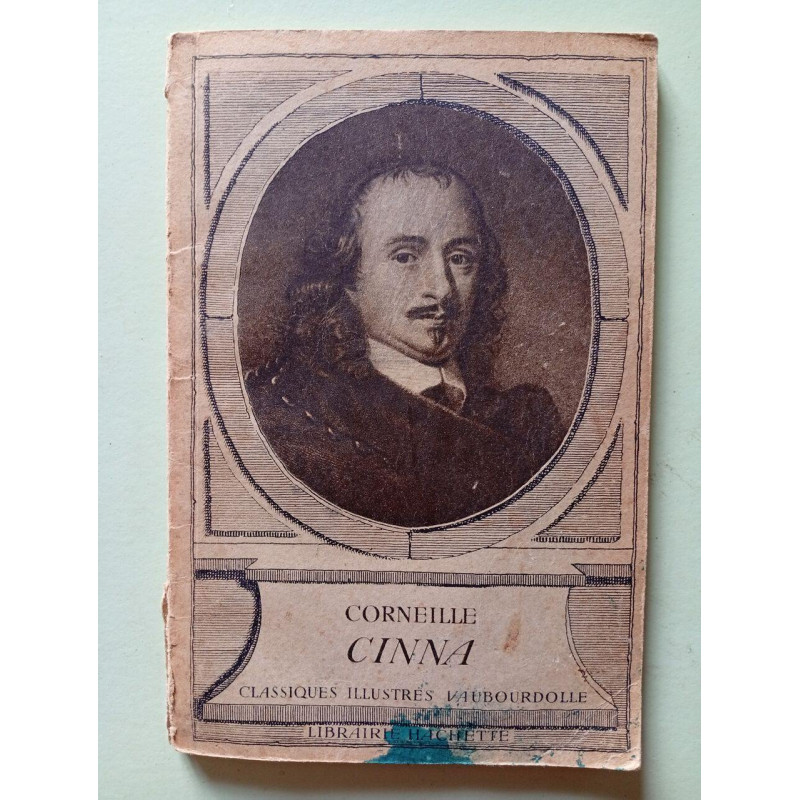 CORNEILLE
CINNA
CLASSIQUES ILLUSTRÉS VAUBOURDOLLE
LIBRAIRIE HACHETTE